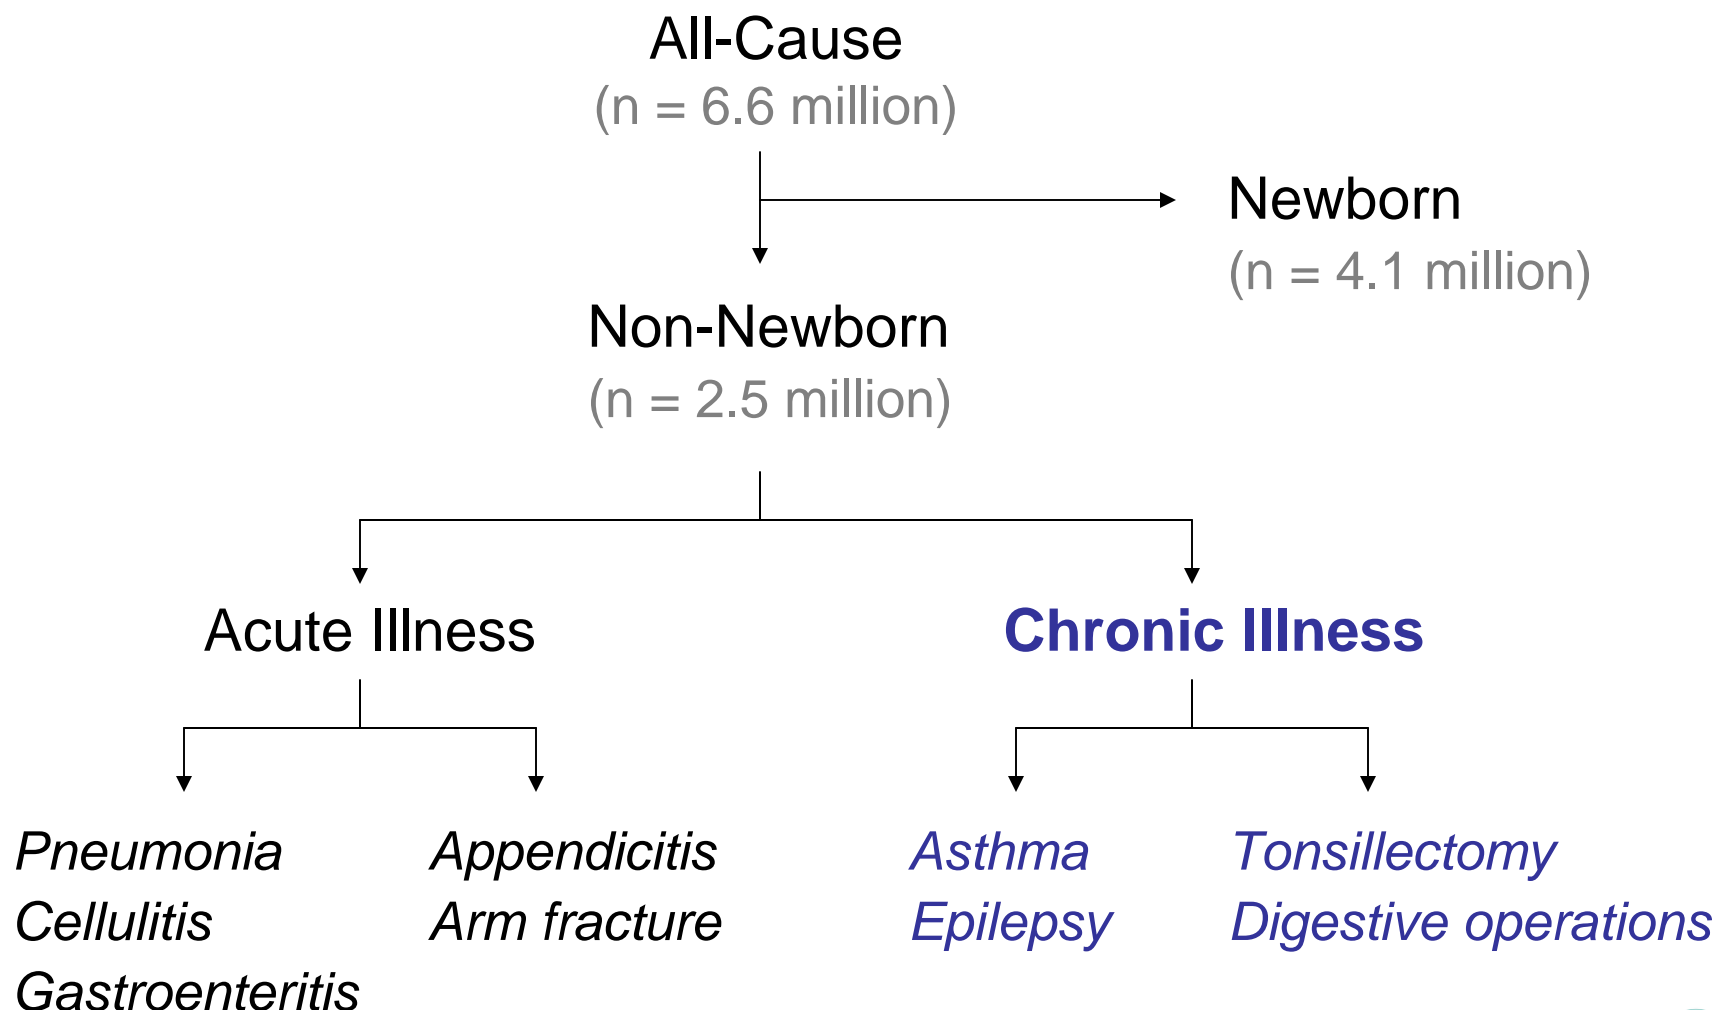 All-Cause
(n = 6.6 million)
Newborn
(n = 4.1 million)
Non-Newborn
(n = 2.5 million)
Acute Illness
Chronic Illness
Pneumonia
Cellulitis
Gastroenteritis
Appendicitis
Arm fracture
Asthma
Epilepsy
Tonsillectomy
Digestive operations